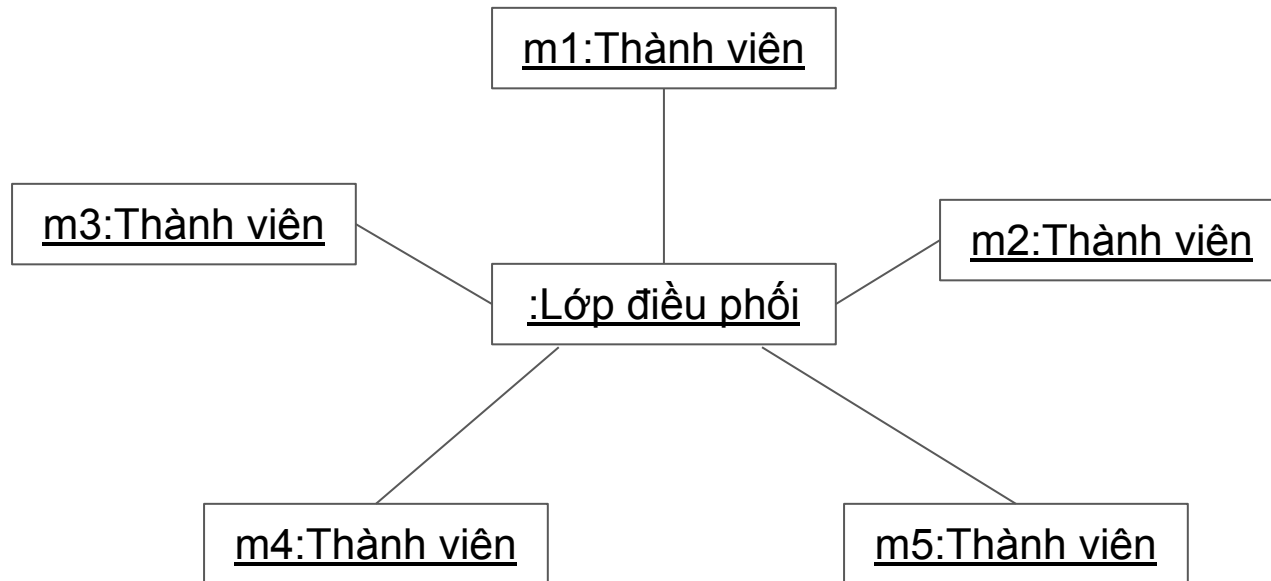 m1:Thành viên
m3:Thành viên
m2:Thành viên
:Lớp điều phối
m4:Thành viên
m5:Thành viên